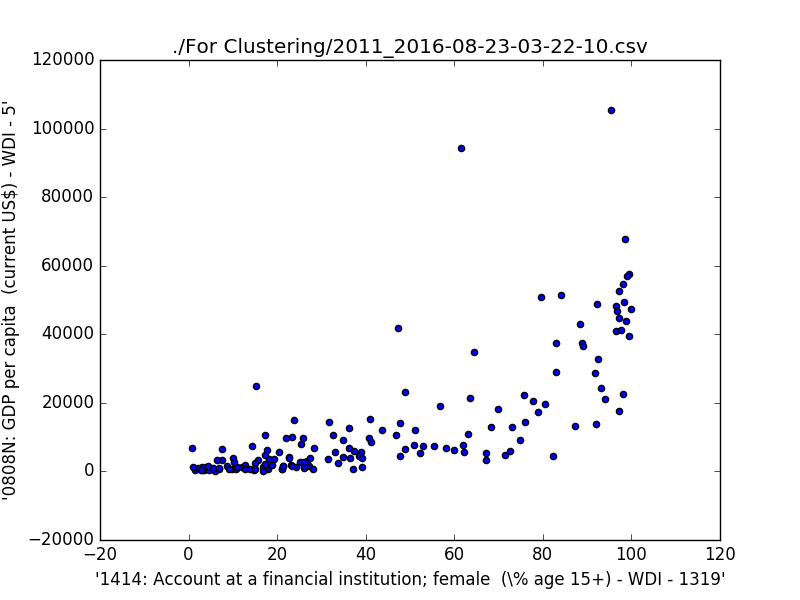 ./For Clustering/2011_2016-08-23-03-22-10.csv
120000
100000
80000
60000
40000
20000
0
−20000
−20 0 20 40 60 80 100 120
'0808N: GDP per capita  (current US$) - WDI - 5'
'1414: Account at a financial institution; female  (\% age 15+) - WDI - 1319'